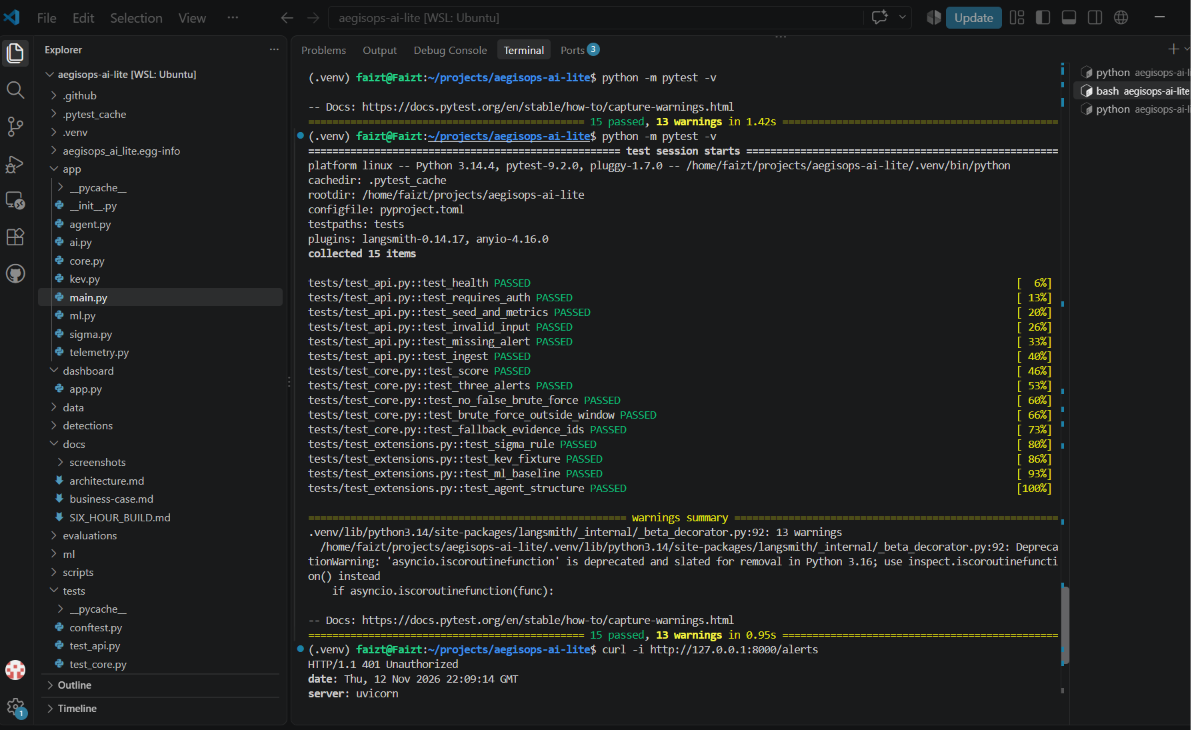 File Edit Selection View ··· aegisops-ai-lite [WSL: Ubuntu] Update
Explorer ···
aegisops-ai-lite [WSL: Ubuntu]
.github
.pytest_cache
.venv
aegisops_ai_lite.egg-info
app
__pycache__
__init__.py
agent.py
ai.py
core.py
kev.py
main.py
ml.py
sigma.py
telemetry.py
dashboard
app.py
data
detections
docs
screenshots
architecture.md
business-case.md
SIX_HOUR_BUILD.md
evaluations
ml
scripts
tests
__pycache__
conftest.py
test_api.py
test_core.py
Outline
Timeline
1
Problems Output Debug Console Terminal Ports 3
(.venv) faizt@Faizt:~/projects/aegisops-ai-lite$ python -m pytest -v
-- Docs: https://docs.pytest.org/en/stable/how-to/capture-warnings.html
15 passed, 13 warnings in 1.42s
(.venv) faizt@Faizt:~/projects/aegisops-ai-lite$ python -m pytest -v
test session starts
platform linux -- Python 3.14.4, pytest-9.2.0, pluggy-1.7.0 -- /home/faizt/projects/aegisops-ai-lite/.venv/bin/python
cachedir: .pytest_cache
rootdir: /home/faizt/projects/aegisops-ai-lite
configfile: pyproject.toml
testpaths: tests
plugins: langsmith-0.14.17, anyio-4.16.0
collected 15 items
tests/test_api.py::test_health PASSED [ 6%]
tests/test_api.py::test_requires_auth PASSED [ 13%]
tests/test_api.py::test_seed_and_metrics PASSED [ 20%]
tests/test_api.py::test_invalid_input PASSED [ 26%]
tests/test_api.py::test_missing_alert PASSED [ 33%]
tests/test_api.py::test_ingest PASSED [ 40%]
tests/test_core.py::test_score PASSED [ 46%]
tests/test_core.py::test_three_alerts PASSED [ 53%]
tests/test_core.py::test_no_false_brute_force PASSED [ 60%]
tests/test_core.py::test_brute_force_outside_window PASSED [ 66%]
tests/test_core.py::test_fallback_evidence_ids PASSED [ 73%]
tests/test_extensions.py::test_sigma_rule PASSED [ 80%]
tests/test_extensions.py::test_kev_fixture PASSED [ 86%]
tests/test_extensions.py::test_ml_baseline PASSED [ 93%]
tests/test_extensions.py::test_agent_structure PASSED [100%]
warnings summary
.venv/lib/python3.14/site-packages/langsmith/_internal/_beta_decorator.py:92: 13 warnings
/home/faizt/projects/aegisops-ai-lite/.venv/lib/python3.14/site-packages/langsmith/_internal/_beta_decorator.py:92: Depreca
tionWarning: 'asyncio.iscoroutinefunction' is deprecated and slated for removal in Python 3.16; use inspect.iscoroutinefuncti
on() instead
if asyncio.iscoroutinefunction(func):
-- Docs: https://docs.pytest.org/en/stable/how-to/capture-warnings.html
15 passed, 13 warnings in 0.95s
(.venv) faizt@Faizt:~/projects/aegisops-ai-lite$ curl -i http://127.0.0.1:8000/alerts
HTTP/1.1 401 Unauthorized
date: Thu, 12 Nov 2026 22:09:14 GMT
server: uvicorn
python aegisops-ai-l
bash aegisops-ai-lite
python aegisops-ai-l